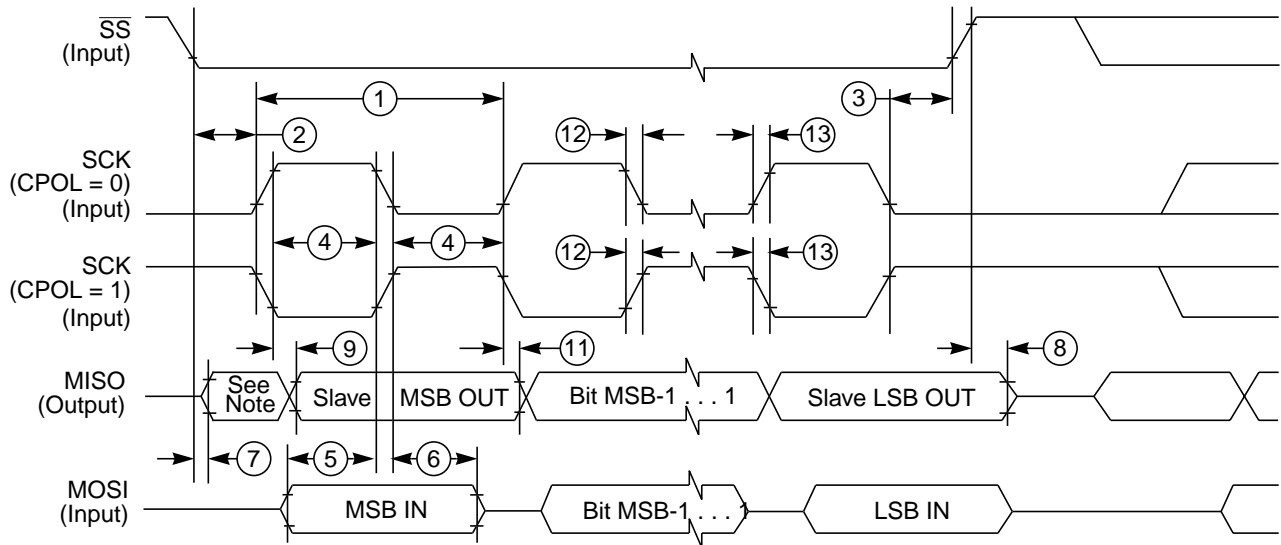 SS
(Input)
1
3
2
12
13
SCK
(CPOL = 0)
(Input)
4
4
12
13
SCK
(CPOL = 1)
(Input)
9
11
8
MISO
(Output)
See
Note
Slave
MSB OUT
Bit MSB-1 . . . 1
Slave LSB OUT
7
5
6
MOSI
(Input)
MSB IN
Bit MSB-1 . . . 1
LSB IN